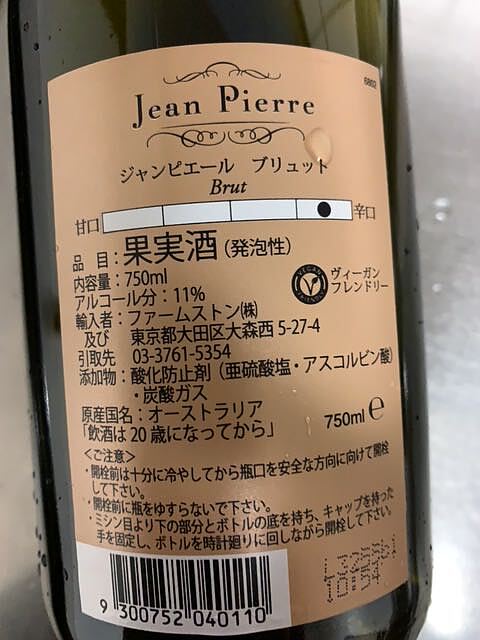 6802
Jean Pierre
ジャンピエール ブリュット
Brut
甘口 辛口
品 目：果実酒（発泡性）
内容量：750ml
アルコール分：11%
VEGAN FRIENDLY
ヴィーガン
フレンドリー
輸入者：ファームストン㈱
及び 東京都大田区大森西 5-27-4
引取先 03-3761-5354
添加物：酸化防止剤（亜硫酸塩・アスコルビン酸）
・炭酸ガス
原産国名：オーストラリア
750ml e
「飲酒は 20 歳になってから」
＜ご注意＞
・開栓前は十分に冷やしてから瓶口を安全な方向に向けて開栓
して下さい。
・開栓前に瓶をゆすらないで下さい。
・ミシン目より下の部分とボトルの底を持ち、キャップを持った
手を固定し、ボトルを時計廻りに回しながら開栓して下さい。
9 300752 040110